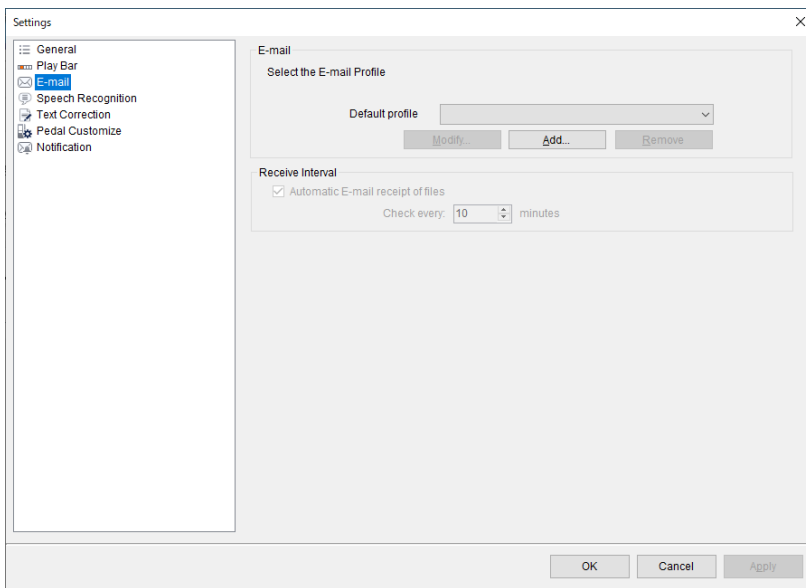 Settings
General
Play Bar
E-mail
Speech Recognition
Text Correction
Pedal Customize
Notification
E-mail
Select the E-mail Profile
Default profile
Modify... Add... Remove
Receive Interval
Automatic E-mail receipt of files
Check every: 10 minutes
OK Cancel Apply